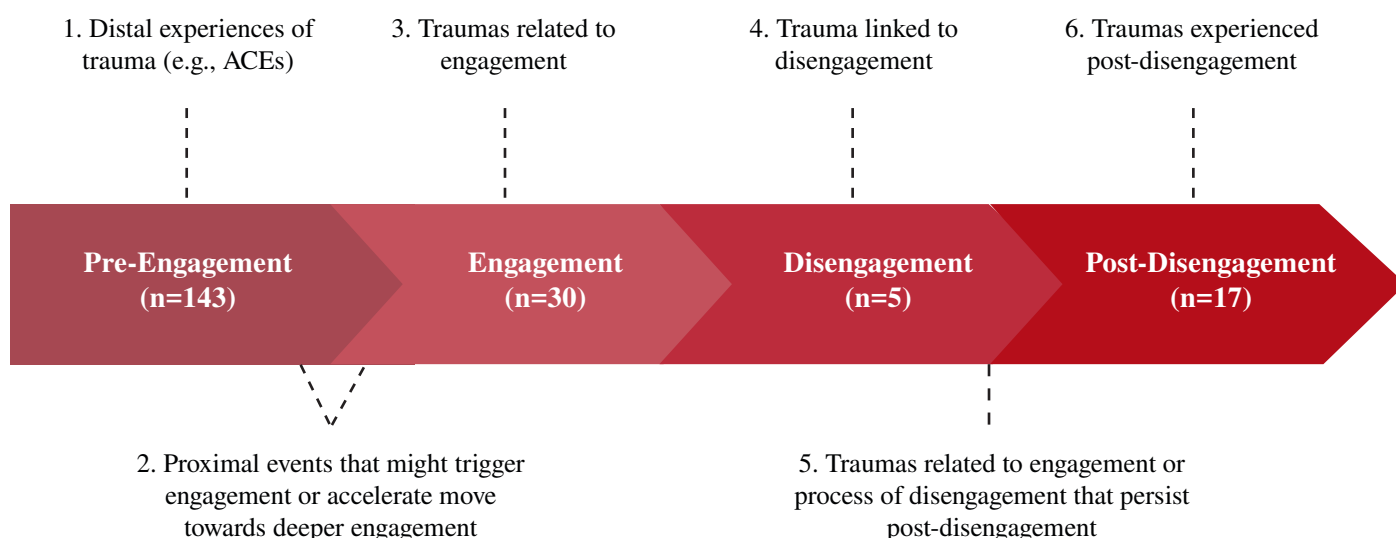 1. Distal experiences of
trauma (e.g., ACEs)
3. Traumas related to
engagement
4. Trauma linked to
disengagement
6. Traumas experienced
post-disengagement
Pre-Engagement
(n=143)
Engagement
(n=30)
Disengagement
(n=5)
Post-Disengagement
(n=17)
2. Proximal events that might trigger
engagement or accelerate move
towards deeper engagement
5. Traumas related to engagement or
process of disengagement that persist
post-disengagement